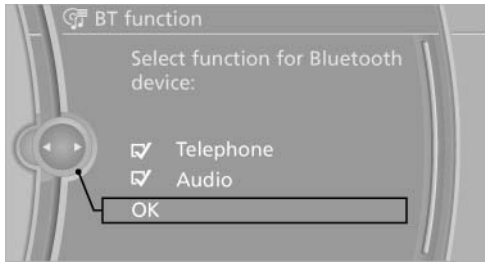 BT function
Select function for Bluetooth
device:
Telephone
Audio
OK